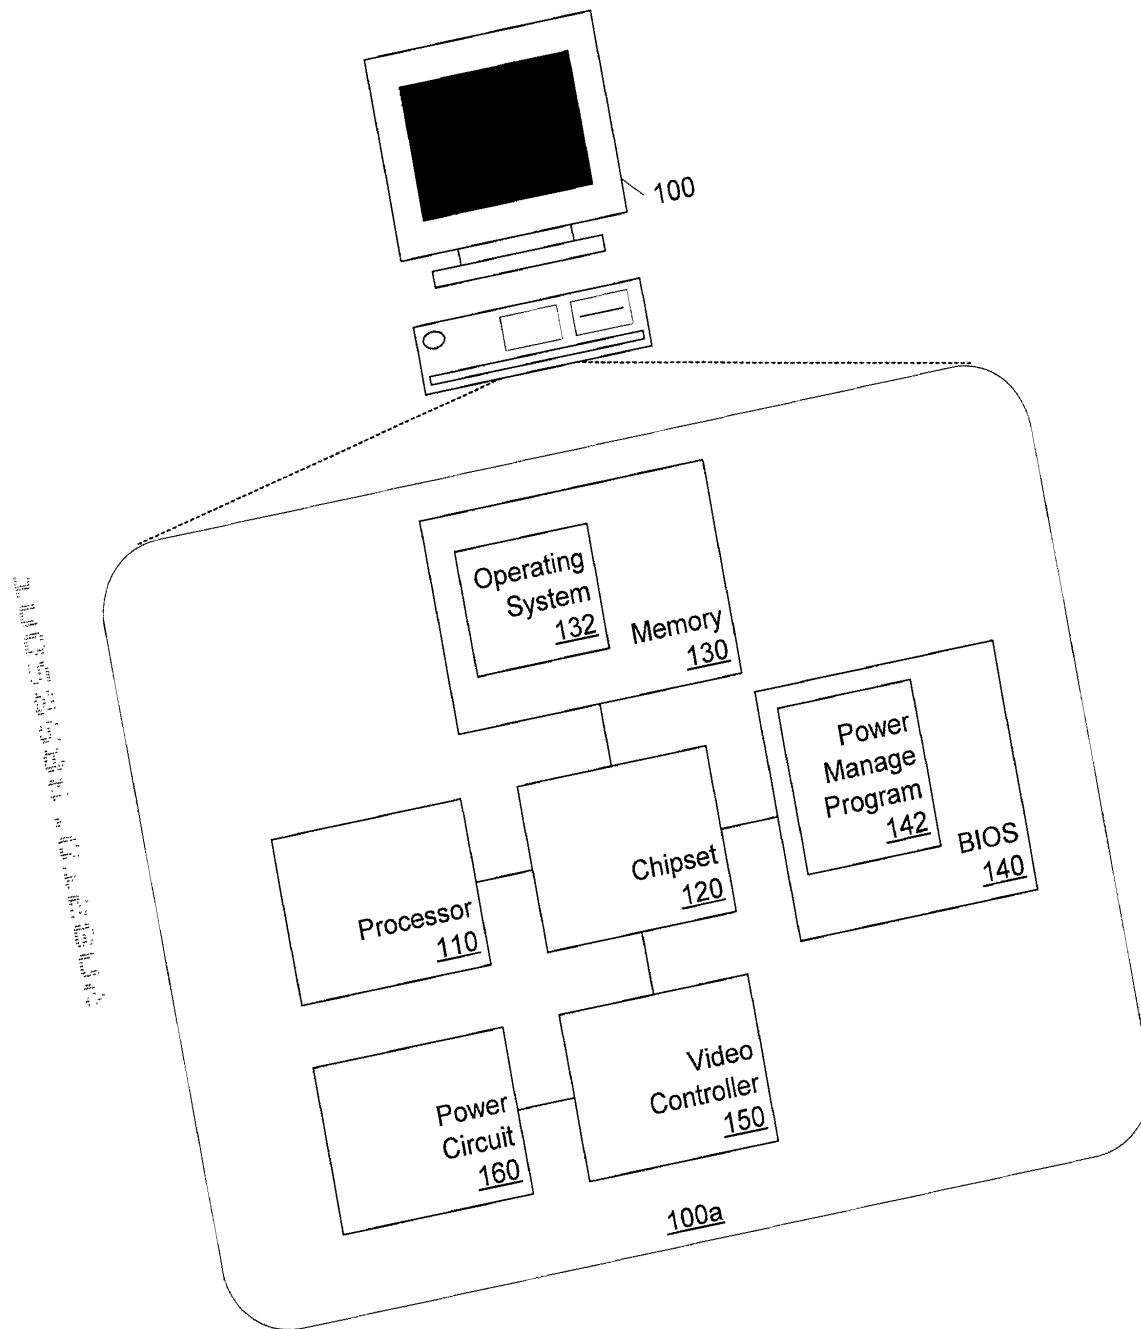 100
Operating
System
132
Memory
130
Power
Manage
Program
142
BIOS
140
Chipset
120
Processor
110
Video
Controller
150
Power
Circuit
160
100a